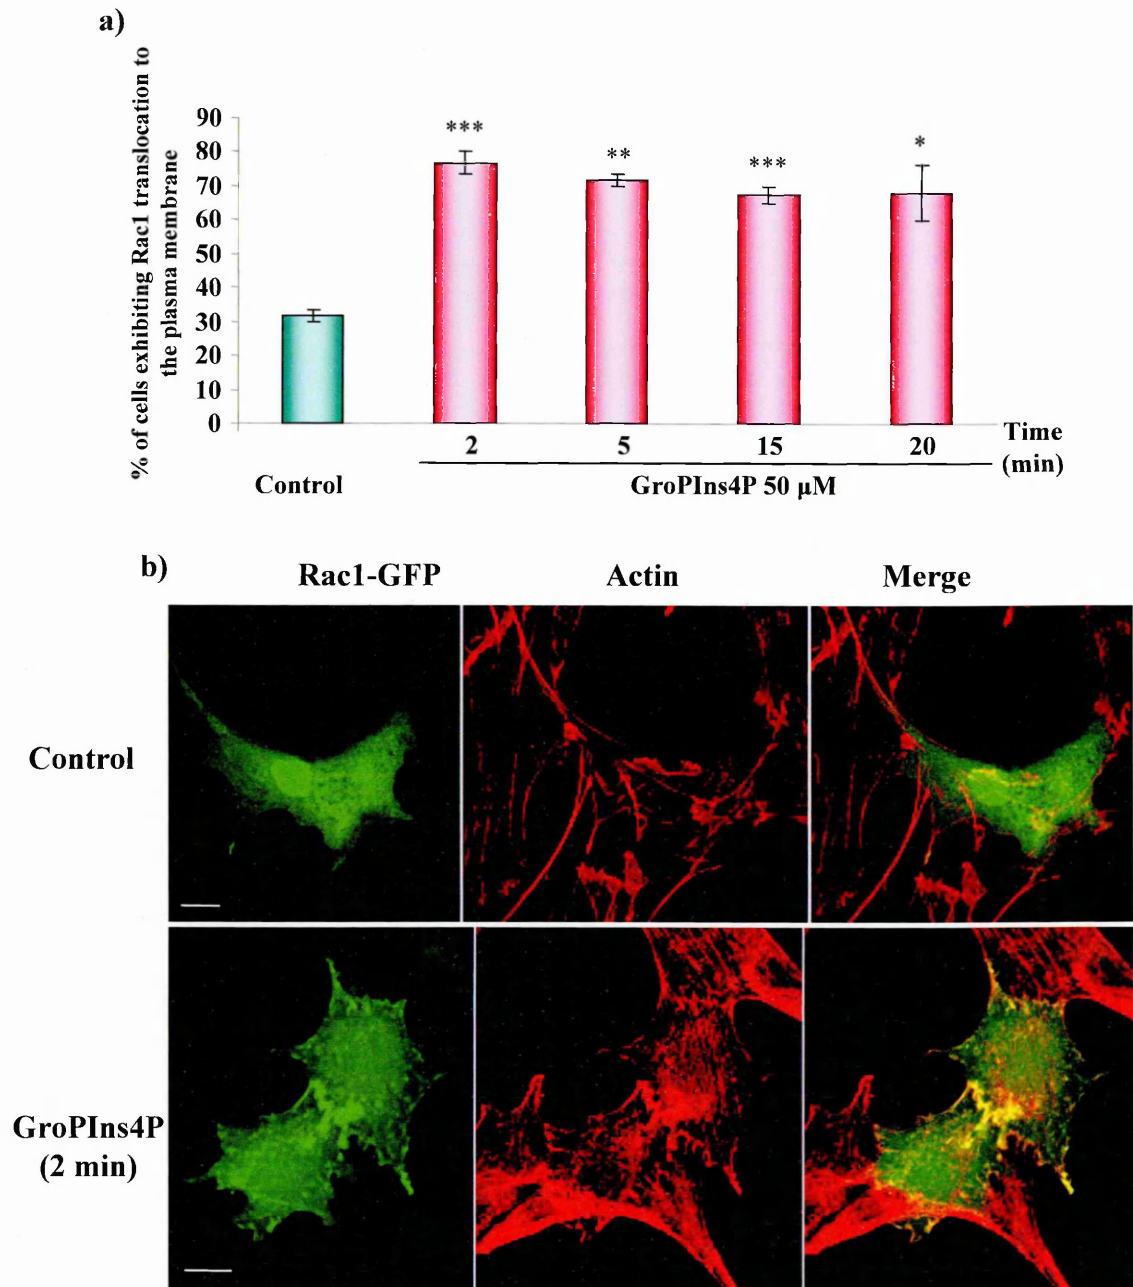 a)
% of cells exhibiting Rac1 translocation to
the plasma membrane
90
80
70
60
50
40
30
20
10
0
***
**
***
*
2
5
15
20
Time
(min)
Control
GroPIns4P 50 µM
b)
Rac1-GFP
Actin
Merge
Control
GroPIns4P
(2 min)